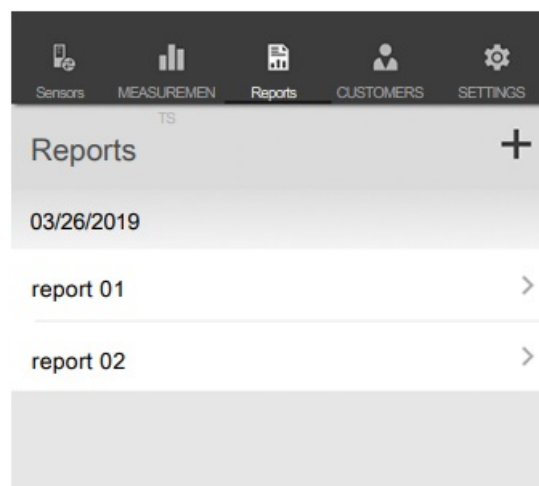 Sensors MEASUREMEN Reports CUSTOMERS SETTINGS
TS
Reports +
03/26/2019
report 01
report 02